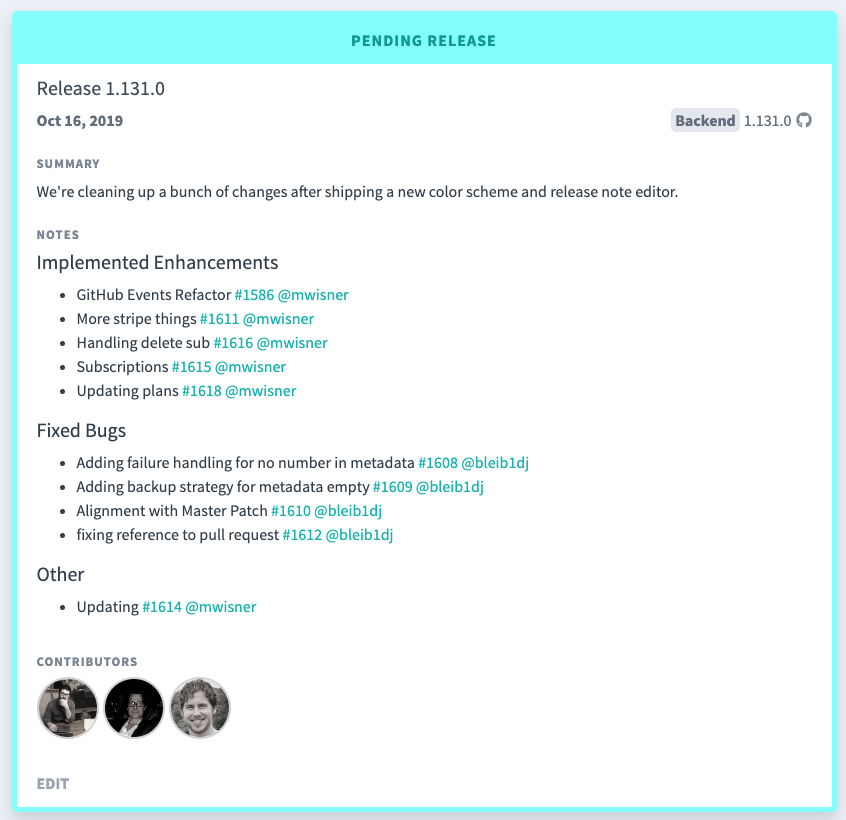 PENDING RELEASE
Release 1.131.0
Oct 16, 2019
Backend 1.131.0
SUMMARY
We're cleaning up a bunch of changes after shipping a new color scheme and release note editor.
NOTES
Implemented Enhancements
• GitHub Events Refactor #1586 @mwisner
• More stripe things #1611 @mwisner
• Handling delete sub #1616 @mwisner
• Subscriptions #1615 @mwisner
• Updating plans #1618 @mwisner
Fixed Bugs
• Adding failure handling for no number in metadata #1608 @bleib1dj
• Adding backup strategy for metadata empty #1609 @bleib1dj
• Alignment with Master Patch #1610 @bleib1dj
• fixing reference to pull request #1612 @bleib1dj
Other
• Updating #1614 @mwisner
CONTRIBUTORS
EDIT